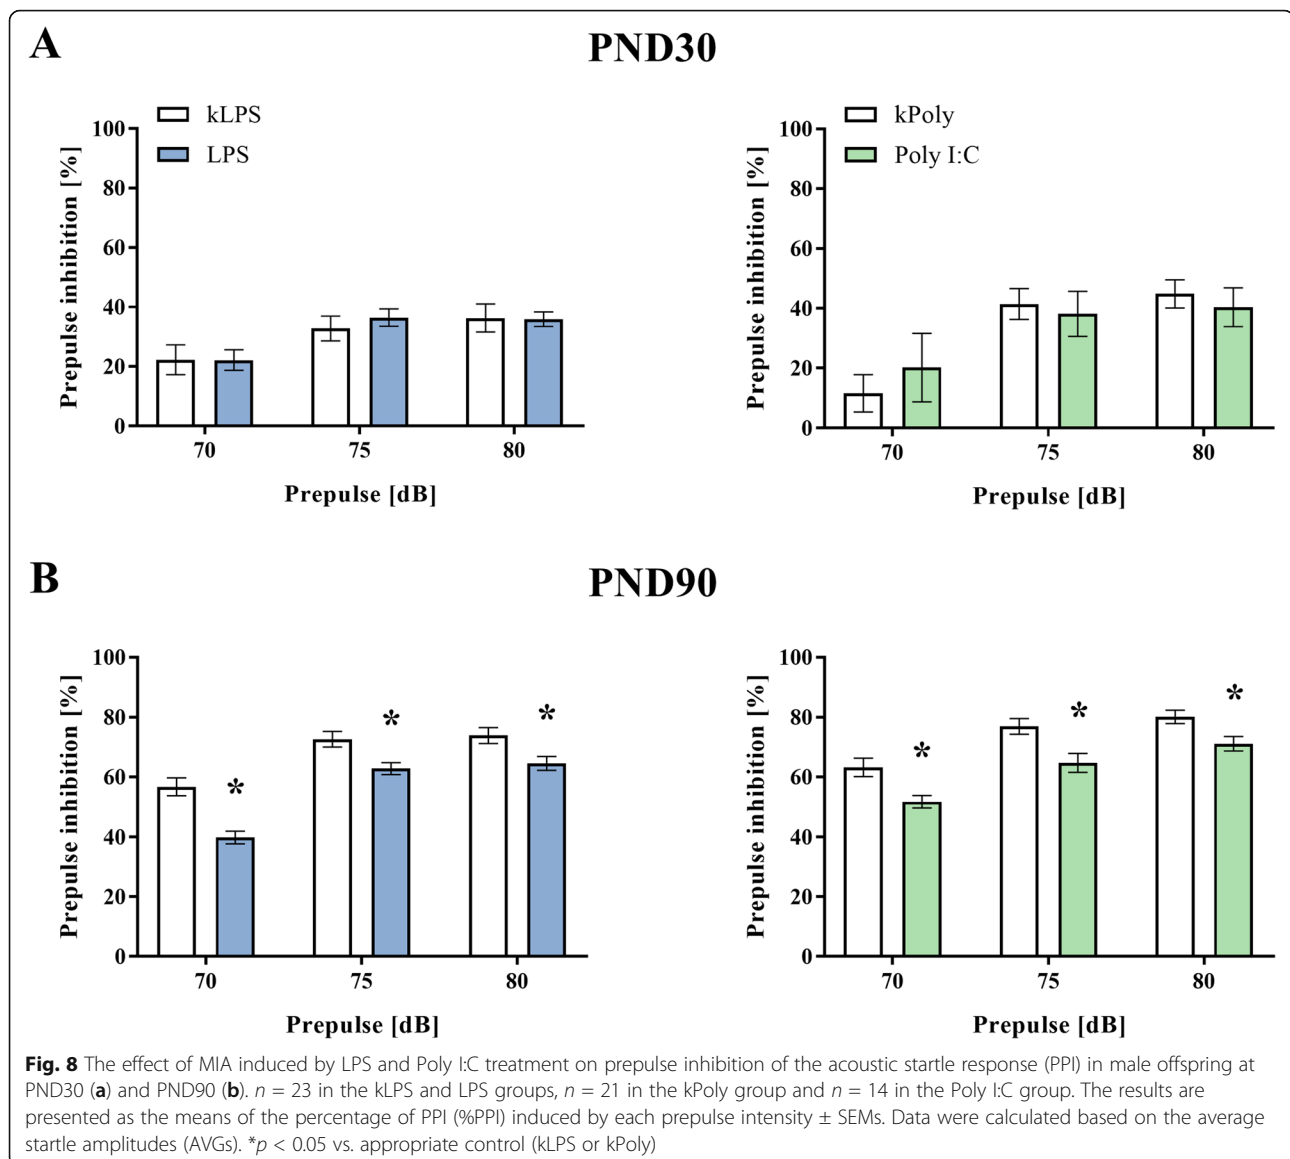 A
PND30
kLPS
LPS
Prepulse inhibition [%]
100
80
60
40
20
0
70 75 80
Prepulse [dB]
kPoly
Poly I:C
Prepulse inhibition [%]
100
80
60
40
20
0
70 75 80
Prepulse [dB]
B
PND90
Prepulse inhibition [%]
100
80
60
40
20
0
* * *
70 75 80
Prepulse [dB]
Prepulse inhibition [%]
100
80
60
40
20
0
* * *
70 75 80
Prepulse [dB]
Fig. 8 The effect of MIA induced by LPS and Poly I:C treatment on prepulse inhibition of the acoustic startle response (PPI) in male offspring at
PND30 (a) and PND90 (b). n = 23 in the kLPS and LPS groups, n = 21 in the kPoly group and n = 14 in the Poly I:C group. The results are
presented as the means of the percentage of PPI (%PPI) induced by each prepulse intensity ± SEMs. Data were calculated based on the average
startle amplitudes (AVGs). *p < 0.05 vs. appropriate control (kLPS or kPoly)